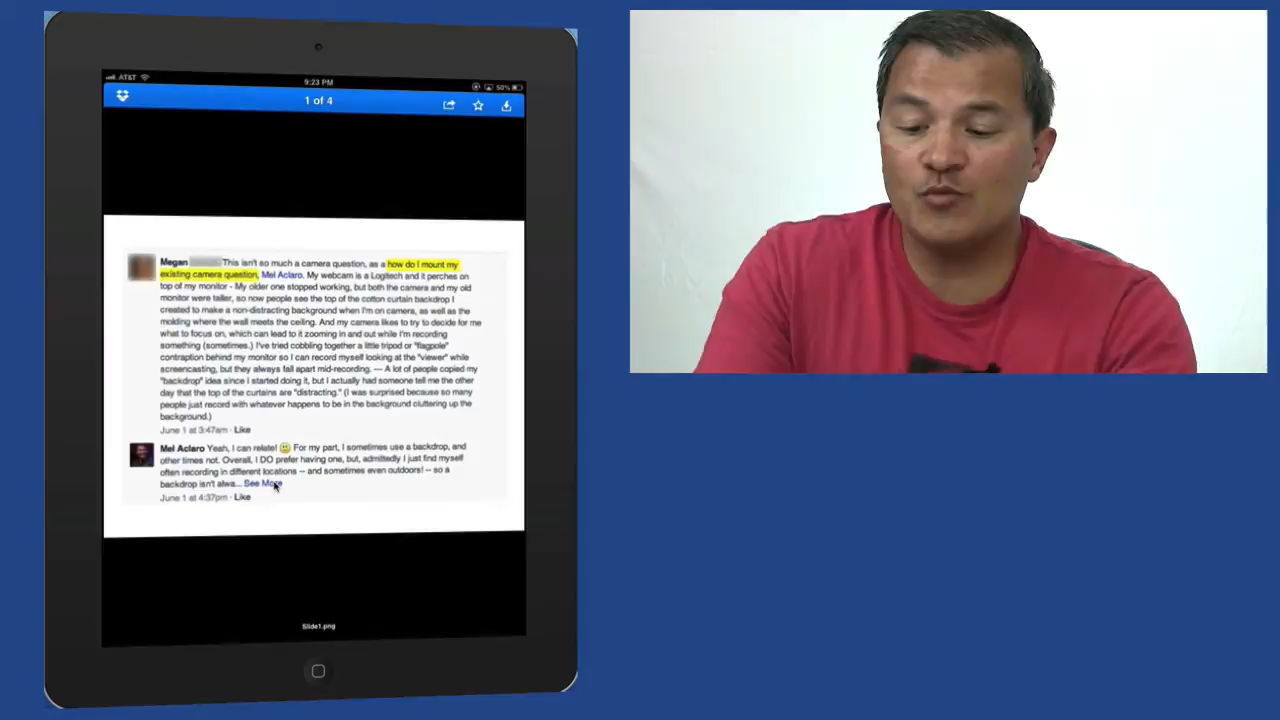 AT&T
9:23 PM
50%
1 of 4
Megan This isn't so much a camera question, as a how do I mount my
existing camera question, Mel Aclaro. My webcam is a Logitech and it perches on
top of my monitor - My older one stopped working, but both the camera and my old
monitor were taller, so now people see the top of the cotton curtain backdrop I
created to make a non-distracting background when I'm on camera, as well as the
molding where the wall meets the ceiling. And my camera likes to try to decide for me
what to focus on, which can lead to it zooming in and out while I'm recording
something (sometimes.) I've tried cobbling together a little tripod or "flagpole"
contraption behind my monitor so I can record myself looking at the "viewer" while
screencasting, but they always fall apart mid-recording. --- A lot of people copied my
"backdrop" idea since I started doing it, but I actually had someone tell me the other
day that the top of the curtains are "distracting." (I was surprised because so many
people just record with whatever happens to be in the background cluttering up the
background.)
June 1 at 3:47am · Like
Mel Aclaro Yeah, I can relate! For my part, I sometimes use a backdrop, and
other times not. Overall, I DO prefer having one, but, admittedly I just find myself
often recording in different locations -- and sometimes even outdoors! -- so a
backdrop isn't alwa... See More
June 1 at 4:37pm · Like
Slide1.png